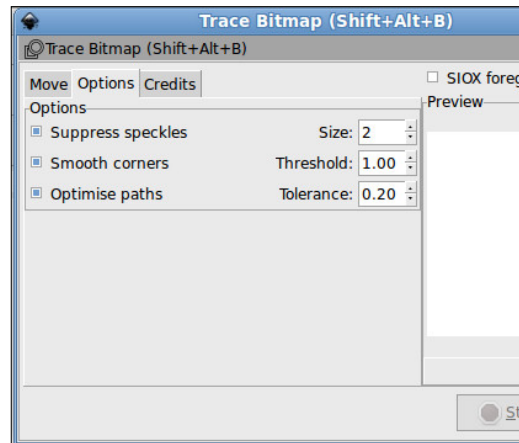 Trace Bitmap (Shift+Alt+B)
Trace Bitmap (Shift+Alt+B)
Move Options Credits
SIOX
Options
Preview
Suppress speckles Size: 2
Smooth corners Threshold: 1.00
Optimise paths Tolerance: 0.20